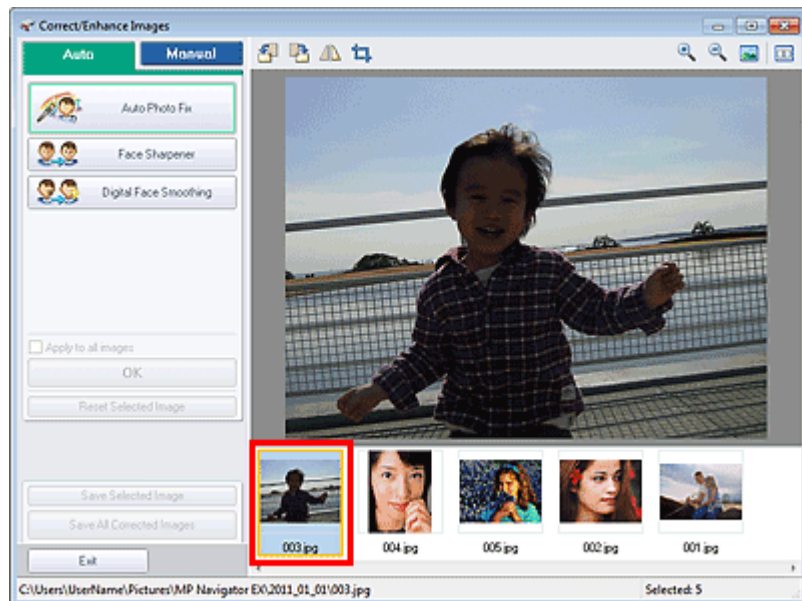 Correct/Enhance Images
Auto
Manual
Auto Photo Fix
Face Sharpener
Digital Face Smoothing
Apply to all images
OK
Reset Selected Image
Save Selected Image
Save All Corrected Images
Exit
003.jpg
004.jpg
005.jpg
002.jpg
001.jpg
C:\Users\UserName\Pictures\MP Navigator EX\2011_01_01\003.jpg
Selected: 5